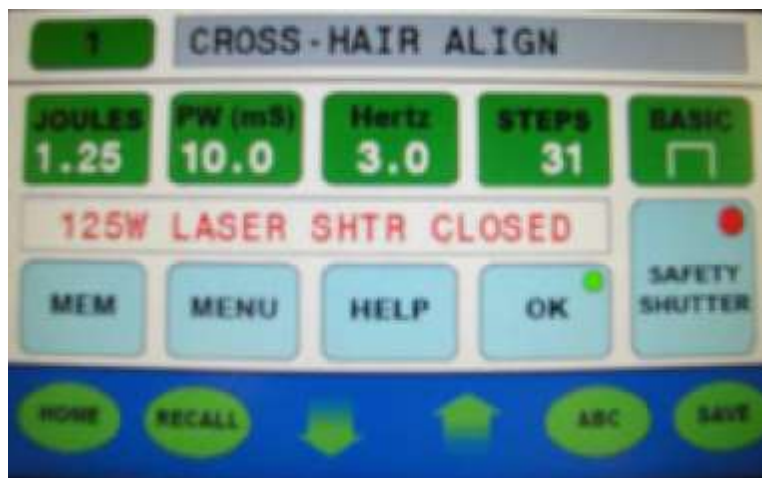 1 CROSS-HAIR ALIGN
JOULES PW (mS) Hertz STEPS BASIC
1.25 10.0 3.0 31
125W LASER SHTR CLOSED
MEM MENU HELP OK SAFETY SHUTTER
HOME RECALL ABC SAVE